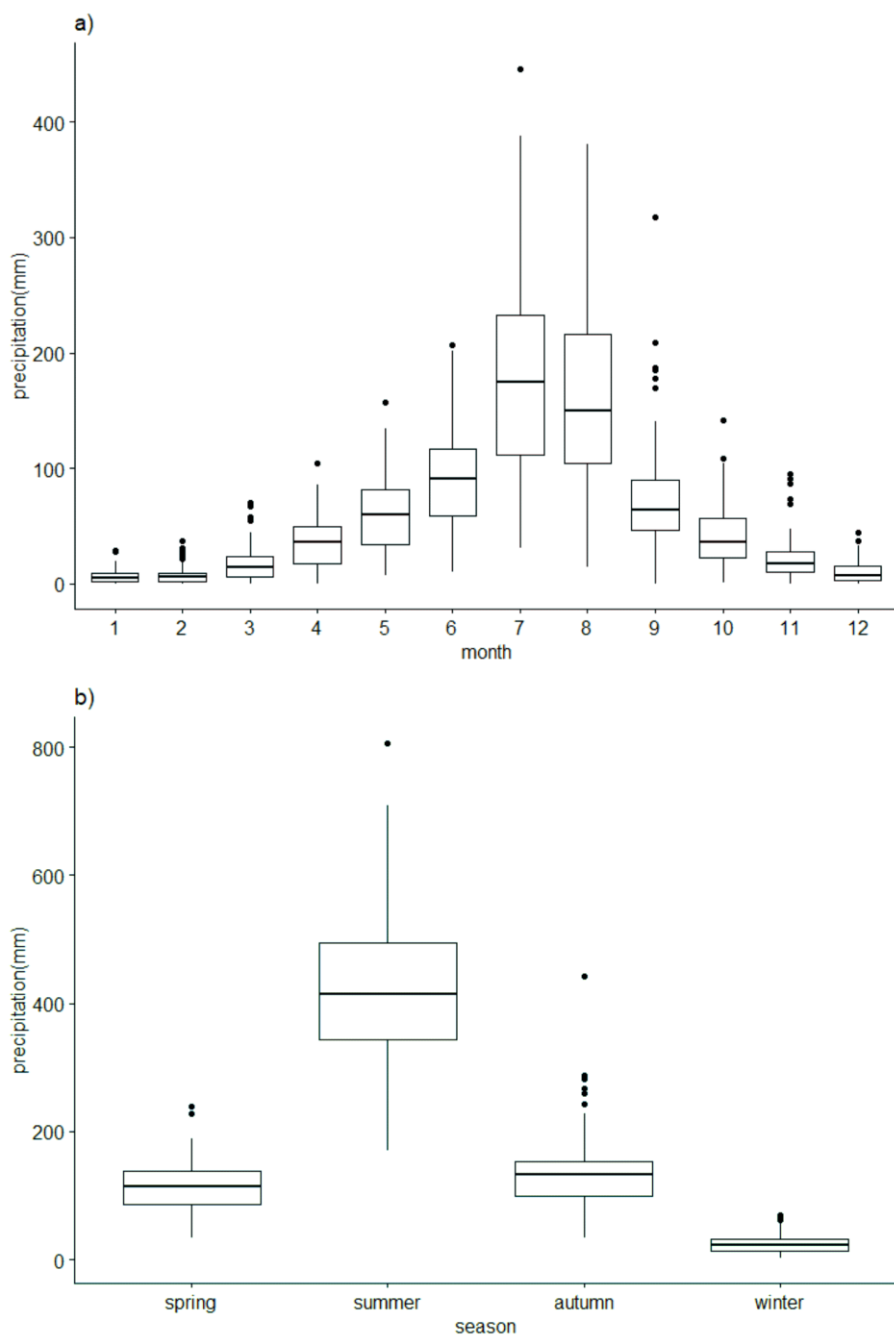 a)
precipitation(mm)
400
300
200
100
0
1 2 3 4 5 6 7 8 9 10 11 12
month
b)
precipitation(mm)
800
600
400
200
0
spring summer autumn winter
season